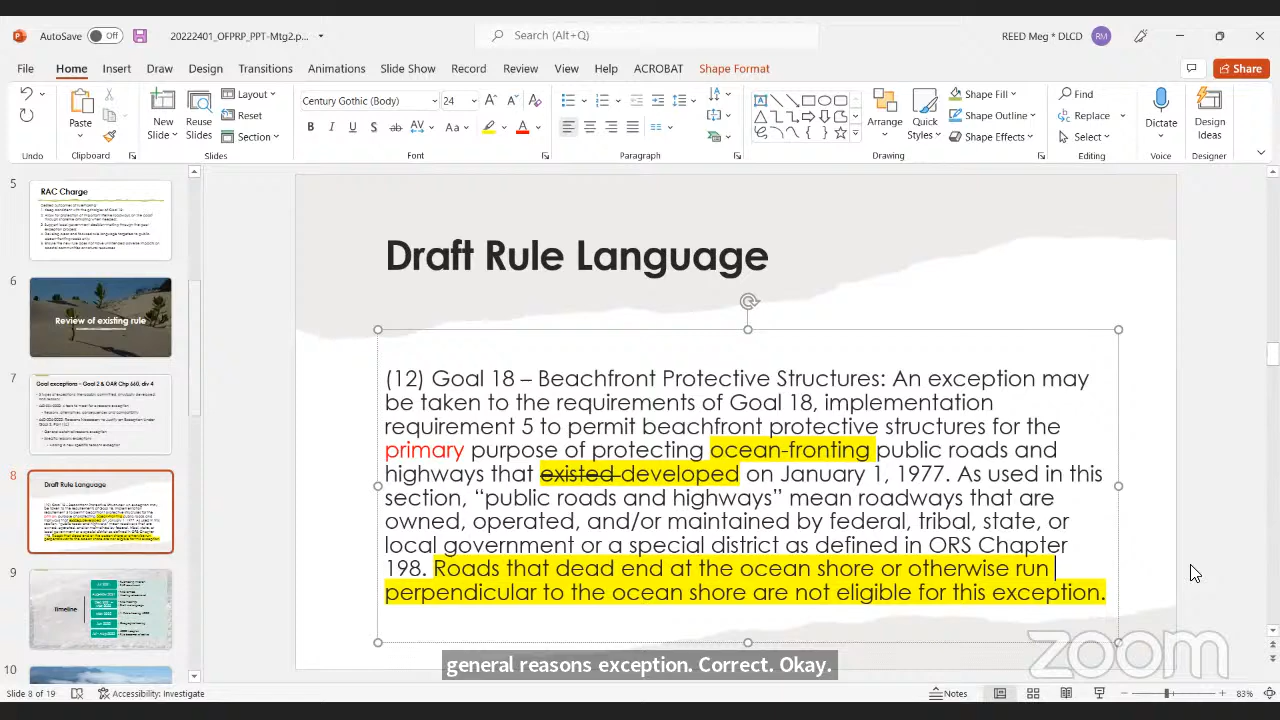 AutoSave Off 20222401_OFPRP_PPT-Mtg2.p... Search (Alt+Q) REED Meg * DLCD RM
File Home Insert Draw Design Transitions Animations Slide Show Record Review View Help ACROBAT Shape Format Share
Paste New Slide Reuse Slides Layout Reset Section Century Gothic (Body) 24 Arrange Quick Styles Shape Fill Shape Outline Shape Effects Find Replace Select Dictate Design Ideas
Undo Clipboard Slides Font Paragraph Drawing Editing Voice Designer
5
RAC Charge
6
Review of existing rule
7
Goal exceptions – Goal 2 & OAR Chp 660, div 4
8
Draft Rule Language
9
Timeline
10
Draft Rule Language
(12) Goal 18 – Beachfront Protective Structures: An exception may
be taken to the requirements of Goal 18, implementation
requirement 5 to permit beachfront protective structures for the
primary purpose of protecting ocean-fronting public roads and
highways that existed developed on January 1, 1977. As used in this
section, “public roads and highways” mean roadways that are
owned, operated, and/or maintained by federal, tribal, state, or
local government or a special district as defined in ORS Chapter
198. Roads that dead end at the ocean shore or otherwise run
perpendicular to the ocean shore are not eligible for this exception.
general reasons exception. Correct. Okay.
zoom
Slide 8 of 19 Accessibility: Investigate Notes 83%